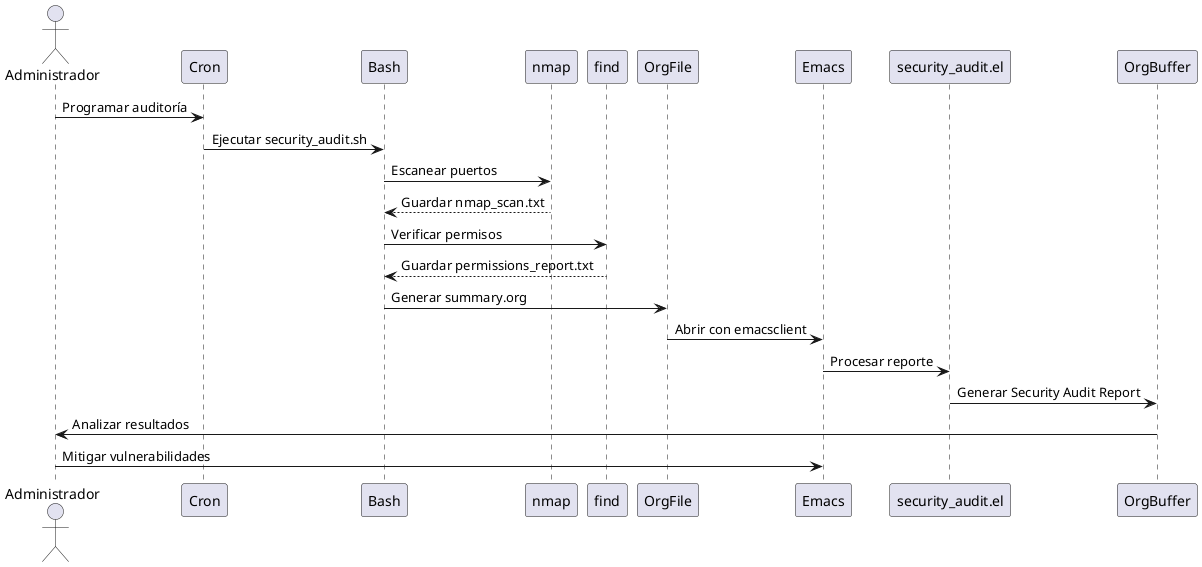 Administrador
Cron
Bash
nmap
find
OrgFile
Emacs
security_audit.el
OrgBuffer
Programar auditoría
Ejecutar security_audit.sh
Escanear puertos
Guardar nmap_scan.txt
Verificar permisos
Guardar permissions_report.txt
Generar summary.org
Abrir con emacsclient
Procesar reporte
Generar Security Audit Report
Analizar resultados
Mitigar vulnerabilidades
Administrador
Cron
Bash
nmap
find
OrgFile
Emacs
security_audit.el
OrgBuffer